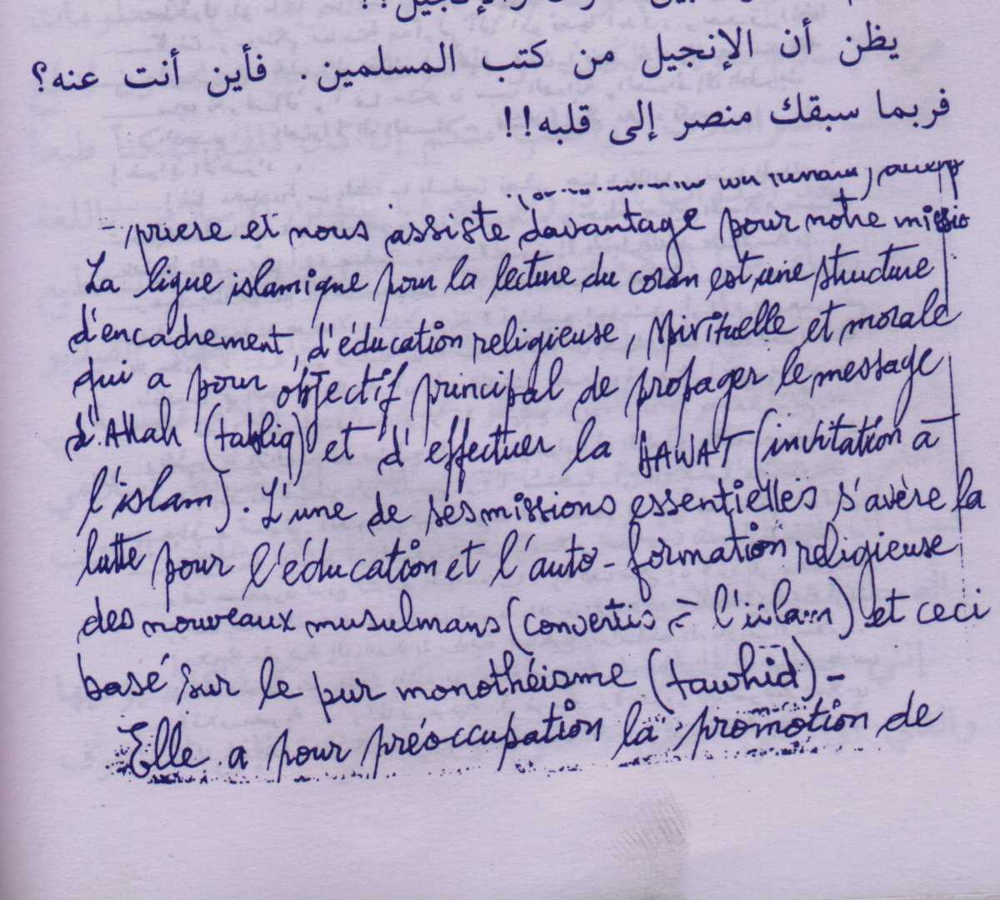 والإنجيل!!
يظن أن الإنجيل من كتب المسلمين. فأين أنت عنه؟
فربما سبقك منصر إلى قلبه!!
prière et nous assiste davantage pour notre missio
La ligue islamique pour la lecture du coran est une structure
d'encadrement, d'éducation religieuse, spirituelle et morale
qui a pour objectif principal de propager le message
d'Allah (tabliq) et d'effectuer la DAWAT (invitation à
l'islam). L'une de ses missions essentielles s'avère la
lutte pour l'éducation et l'auto-formation religieuse
des nouveaux musulmans (convertis à l'islam) et ceci
basé sur le pur monothéisme (tawhid) -
Elle a pour préoccupation la promotion de